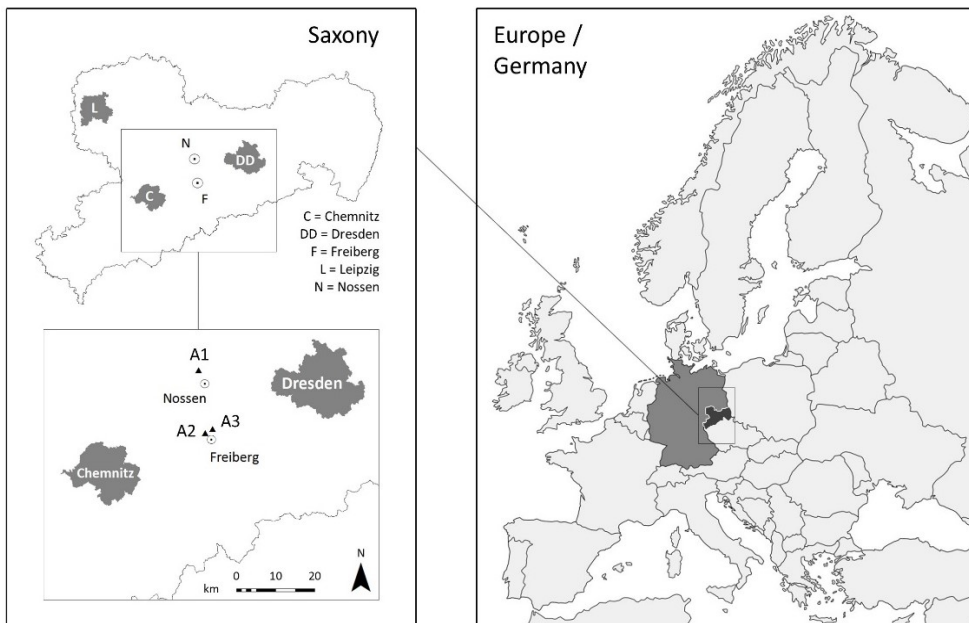 Saxony
L
N
DD
C
F
C = Chemnitz
DD = Dresden
F = Freiberg
L = Leipzig
N = Nossen
A1
Dresden
Nossen
A3
A2
Freiberg
Chemnitz
N
0 10 20
km
Europe /
Germany